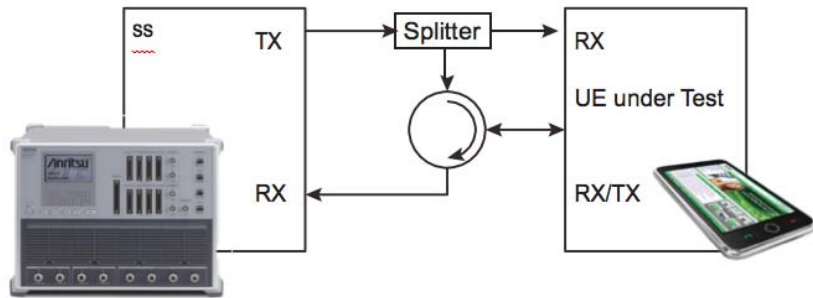 ss
TX
Splitter
RX
UE under Test
RX
RX/TX
Anritsu